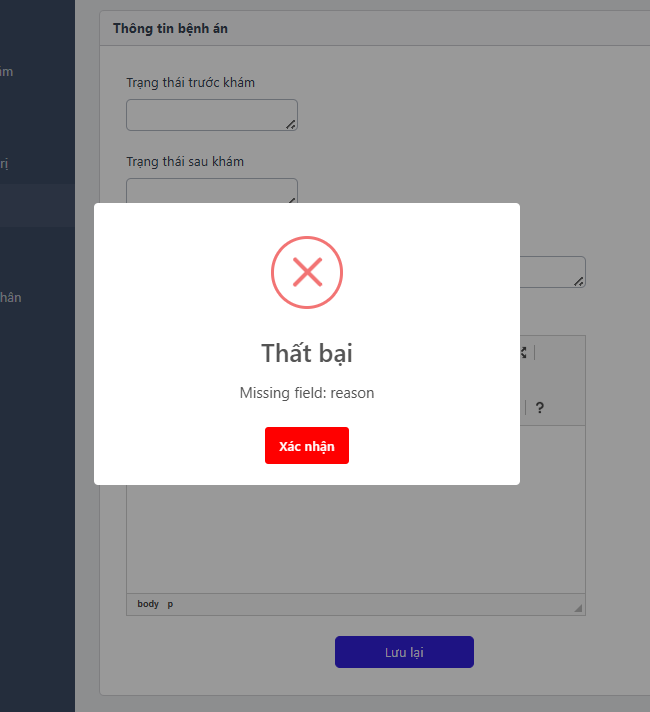 Thông tin bệnh án
Trạng thái trước khám
rị
Trạng thái sau khám
hân
Thất bại
Missing field: reason
Xác nhận
?
body p
Lưu lại